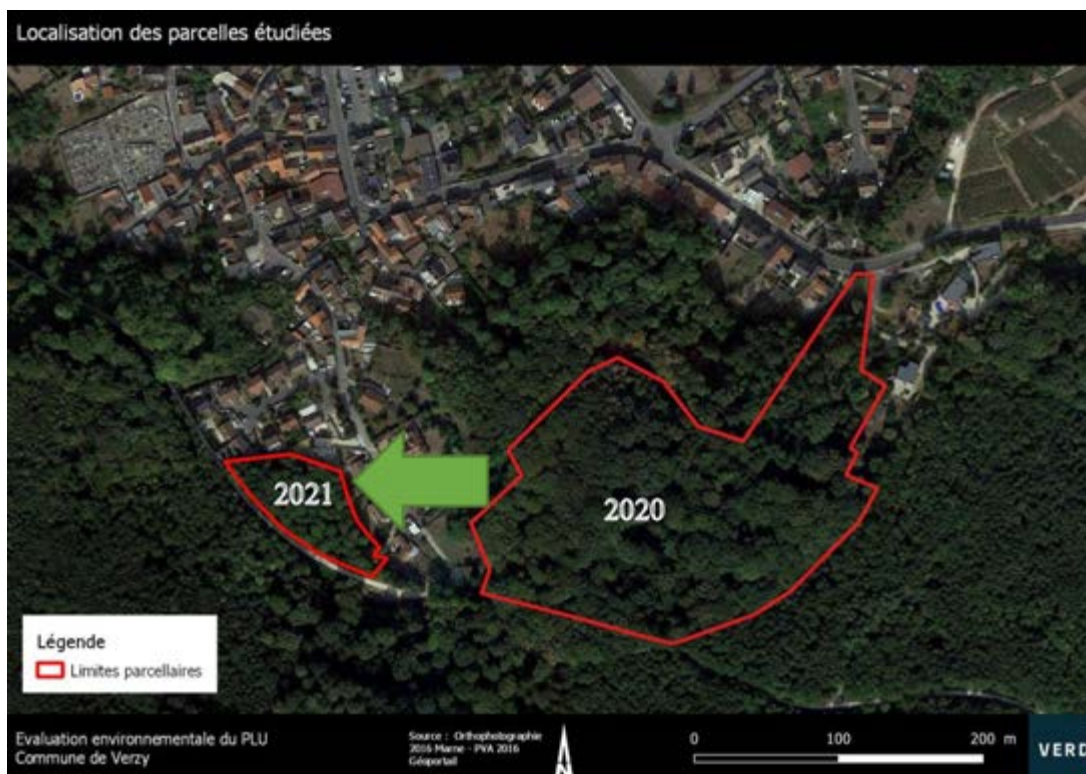 Localisation des parcelles étudiées
2021
2020
Légende
Limites parcellaires
Evaluation environnementale du PLU
Commune de Verzy
Source : Orthophotographie
2016 Marne - PVA 2016
Géoportail
N
0 100 200 m
VERD